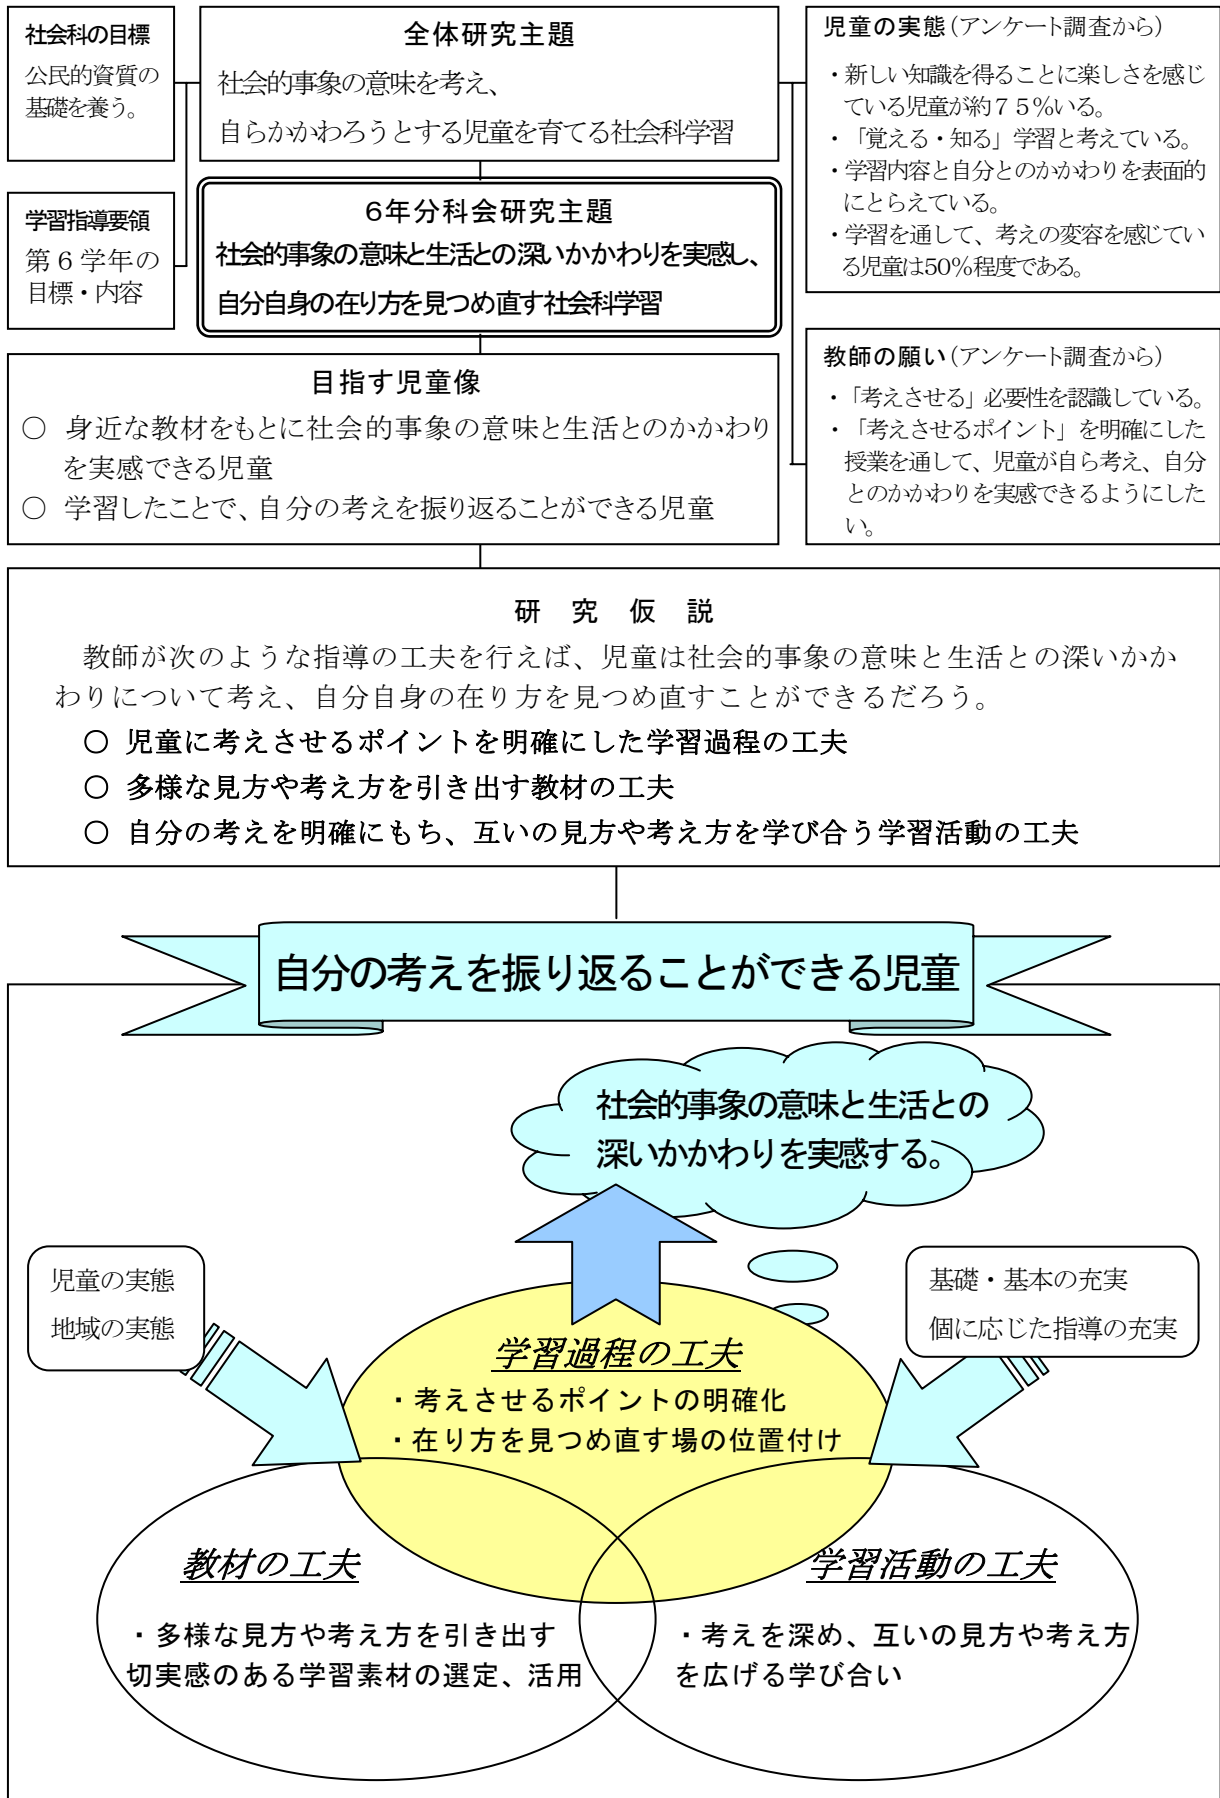 社会科の目標
公民的資質の
基礎を養う。
学習指導要領
第６学年の
目標・内容
全体研究主題
社会的事象の意味を考え、
自らかかわろうとする児童を育てる社会科学習
６年分科会研究主題
社会的事象の意味と生活との深いかかわりを実感し、
自分自身の在り方を見つめ直す社会科学習
児童の実態（アンケート調査から）
・新しい知識を得ることに楽しさを感じ
ている児童が約７５％いる。
・「覚える・知る」学習と考えている。
・学習内容と自分とのかかわりを表面的
にとらえている。
・学習を通して、考えの変容を感じてい
る児童は50％程度である。
教師の願い（アンケート調査から）
・「考えさせる」必要性を認識している。
・「考えさせるポイント」を明確にした
授業を通して、児童が自ら考え、自分
とのかかわりを実感できるようにした
い。
目指す児童像
○ 身近な教材をもとに社会的事象の意味と生活とのかかわり
を実感できる児童
○ 学習したことで、自分の考えを振り返ることができる児童
研 究 仮 説
教師が次のような指導の工夫を行えば、児童は社会的事象の意味と生活との深いかか
わりについて考え、自分自身の在り方を見つめ直すことができるだろう。
○ 児童に考えさせるポイントを明確にした学習過程の工夫
○ 多様な見方や考え方を引き出す教材の工夫
○ 自分の考えを明確にもち、互いの見方や考え方を学び合う学習活動の工夫
自分の考えを振り返ることができる児童
社会的事象の意味と生活との
深いかかわりを実感する。
児童の実態
地域の実態
基礎・基本の充実
個に応じた指導の充実
学習過程の工夫
・考えさせるポイントの明確化
・在り方を見つめ直す場の位置付け
教材の工夫
・多様な見方や考え方を引き出す
切実感のある学習素材の選定、活用
学習活動の工夫
・考えを深め、互いの見方や考え方
を広げる学び合い